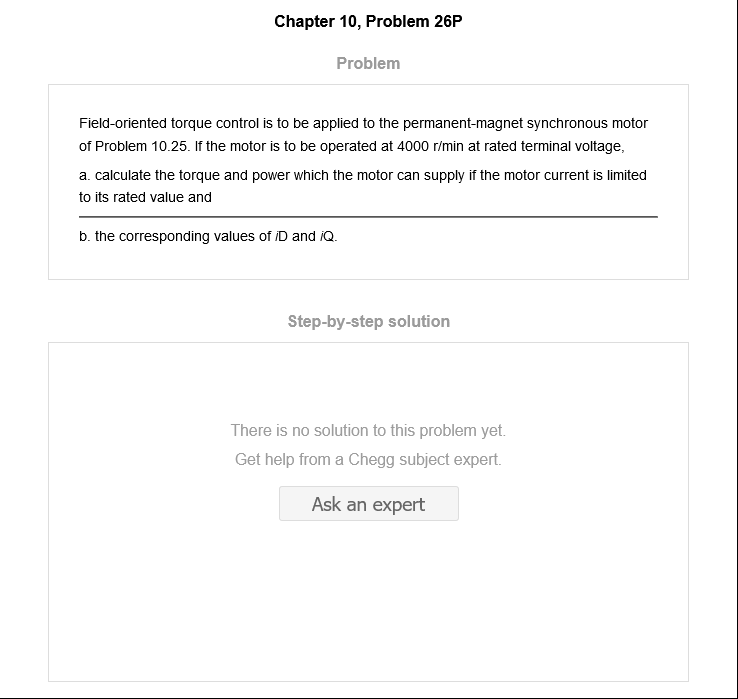 Chapter 10, Problem 26P
Problem
Field-oriented torque control is to be applied to the permanent-magnet synchronous motor
of Problem 10.25. If the motor is to be operated at 4000 r/min at rated terminal voltage,
a. calculate the torque and power which the motor can supply if the motor current is limited
to its rated value and
b. the corresponding values of iD and iQ.
Step-by-step solution
There is no solution to this problem yet.
Get help from a Chegg subject expert.
Ask an expert